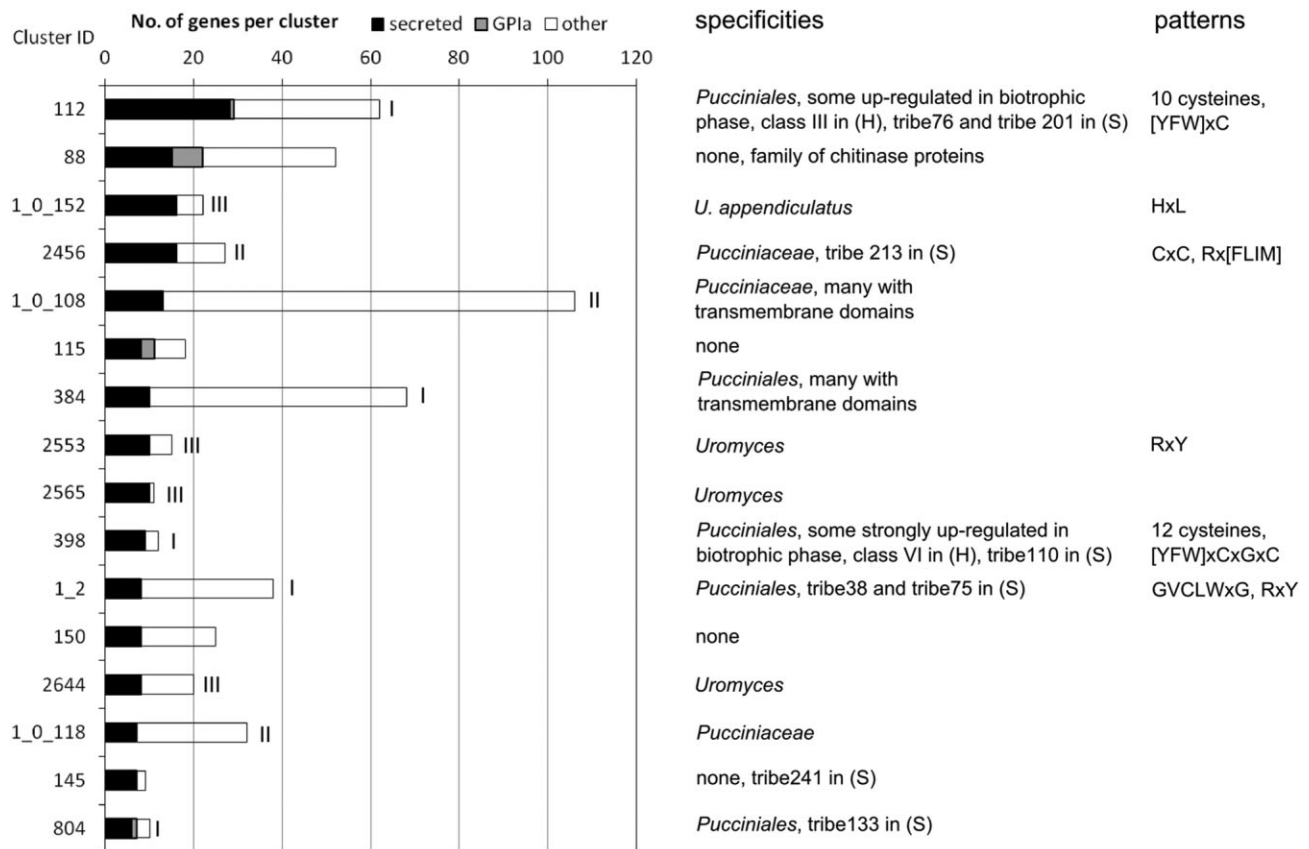 No. of genes per cluster secreted GPIa other specificities patterns
Cluster ID
0 20 40 60 80 100 120
112 I Pucciniales, some up-regulated in biotrophic 10 cysteines,
phase, class III in (H), tribe76 and tribe 201 in (S) [YFW]xC
88 none, family of chitinase proteins
1_0_152 III U. appendiculatus HxL
2456 II Pucciniaceae, tribe 213 in (S) CxC, Rx[FLIM]
1_0_108 II Pucciniaceae, many with
transmembrane domains
115 none
384 I Pucciniales, many with
transmembrane domains
2553 III Uromyces RxY
2565 III Uromyces
398 I Pucciniales, some strongly up-regulated in 12 cysteines,
biotrophic phase, class VI in (H), tribe110 in (S) [YFW]xCxGxC
1_2 I Pucciniales, tribe38 and tribe75 in (S) GVCLWxG, RxY
150 none
2644 III Uromyces
1_0_118 II Pucciniaceae
145 none, tribe241 in (S)
804 I Pucciniales, tribe133 in (S)